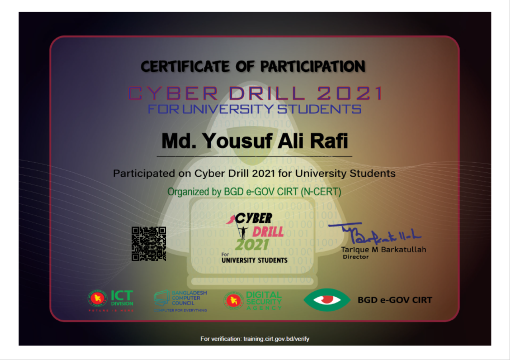 CERTIFICATE OF PARTICIPATION
CYBER DRILL 2021
FOR UNIVERSITY STUDENTS
Md. Yousuf Ali Rafi
Participated on Cyber Drill 2021 for University Students
Organized by BGD e-GOV CIRT (N-CERT)
CYBER
DRILL
2021
For
UNIVERSITY STUDENTS
Tarique M Barkatullah
Director
ICT
DIVISION
BANGLADESH
COMPUTER
COUNCIL
DIGITAL
SECURITY
BGD e-GOV CIRT
For verification: training.cirt.gov.bd/verify